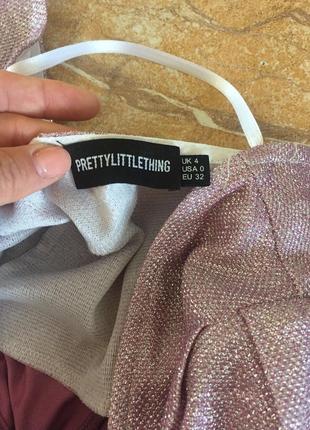 PRETTYLITTLETHING
UK 4
USA 0
EU 32